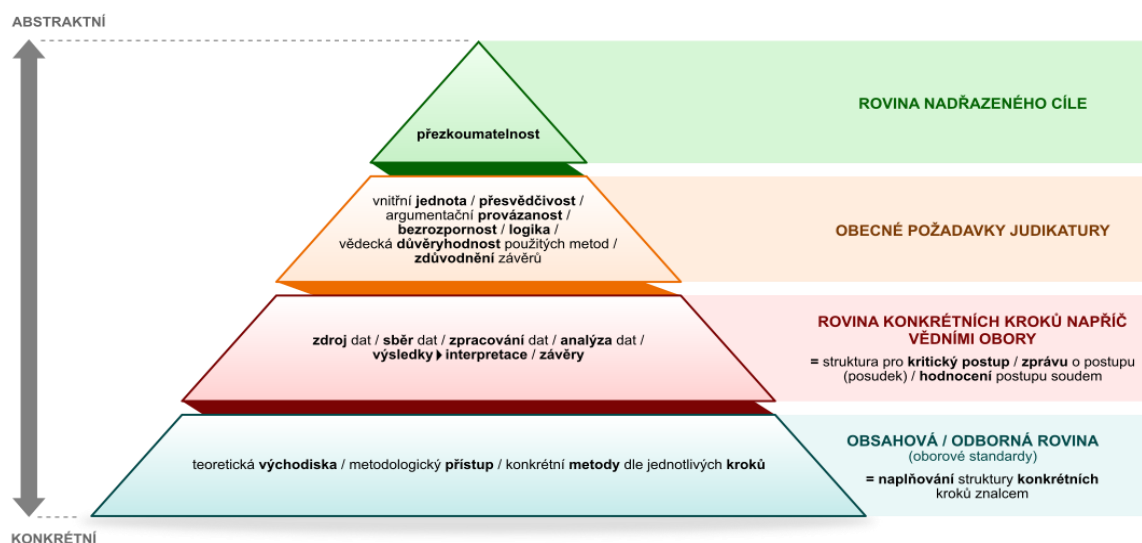 ABSTRAKTNÍ
přezkoumatelnost
ROVINA NADŘAZENÉHO CÍLE
vnitřní jednota / přesvědčivost /
argumentační provázanost /
bezrozpornost / logika /
vědecká důvěryhodnost použitých metod /
zdůvodnění závěrů
OBECNÉ POŽADAVKY JUDIKATURY
zdroj dat / sběr dat / zpracování dat / analýza dat /
výsledky ▸ interpretace / závěry
ROVINA KONKRÉTNÍCH KROKŮ NAPŘÍČ
VĚDNÍMI OBORY
= struktura pro kritický postup / zprávu o postupu
(posudek) / hodnocení postupu soudem
teoretická východiska / metodologický přístup / konkrétní metody dle jednotlivých kroků
OBSAHOVÁ / ODBORNÁ ROVINA
(oborové standardy)
= naplňování struktury konkrétních
kroků znalcem
KONKRÉTNÍ